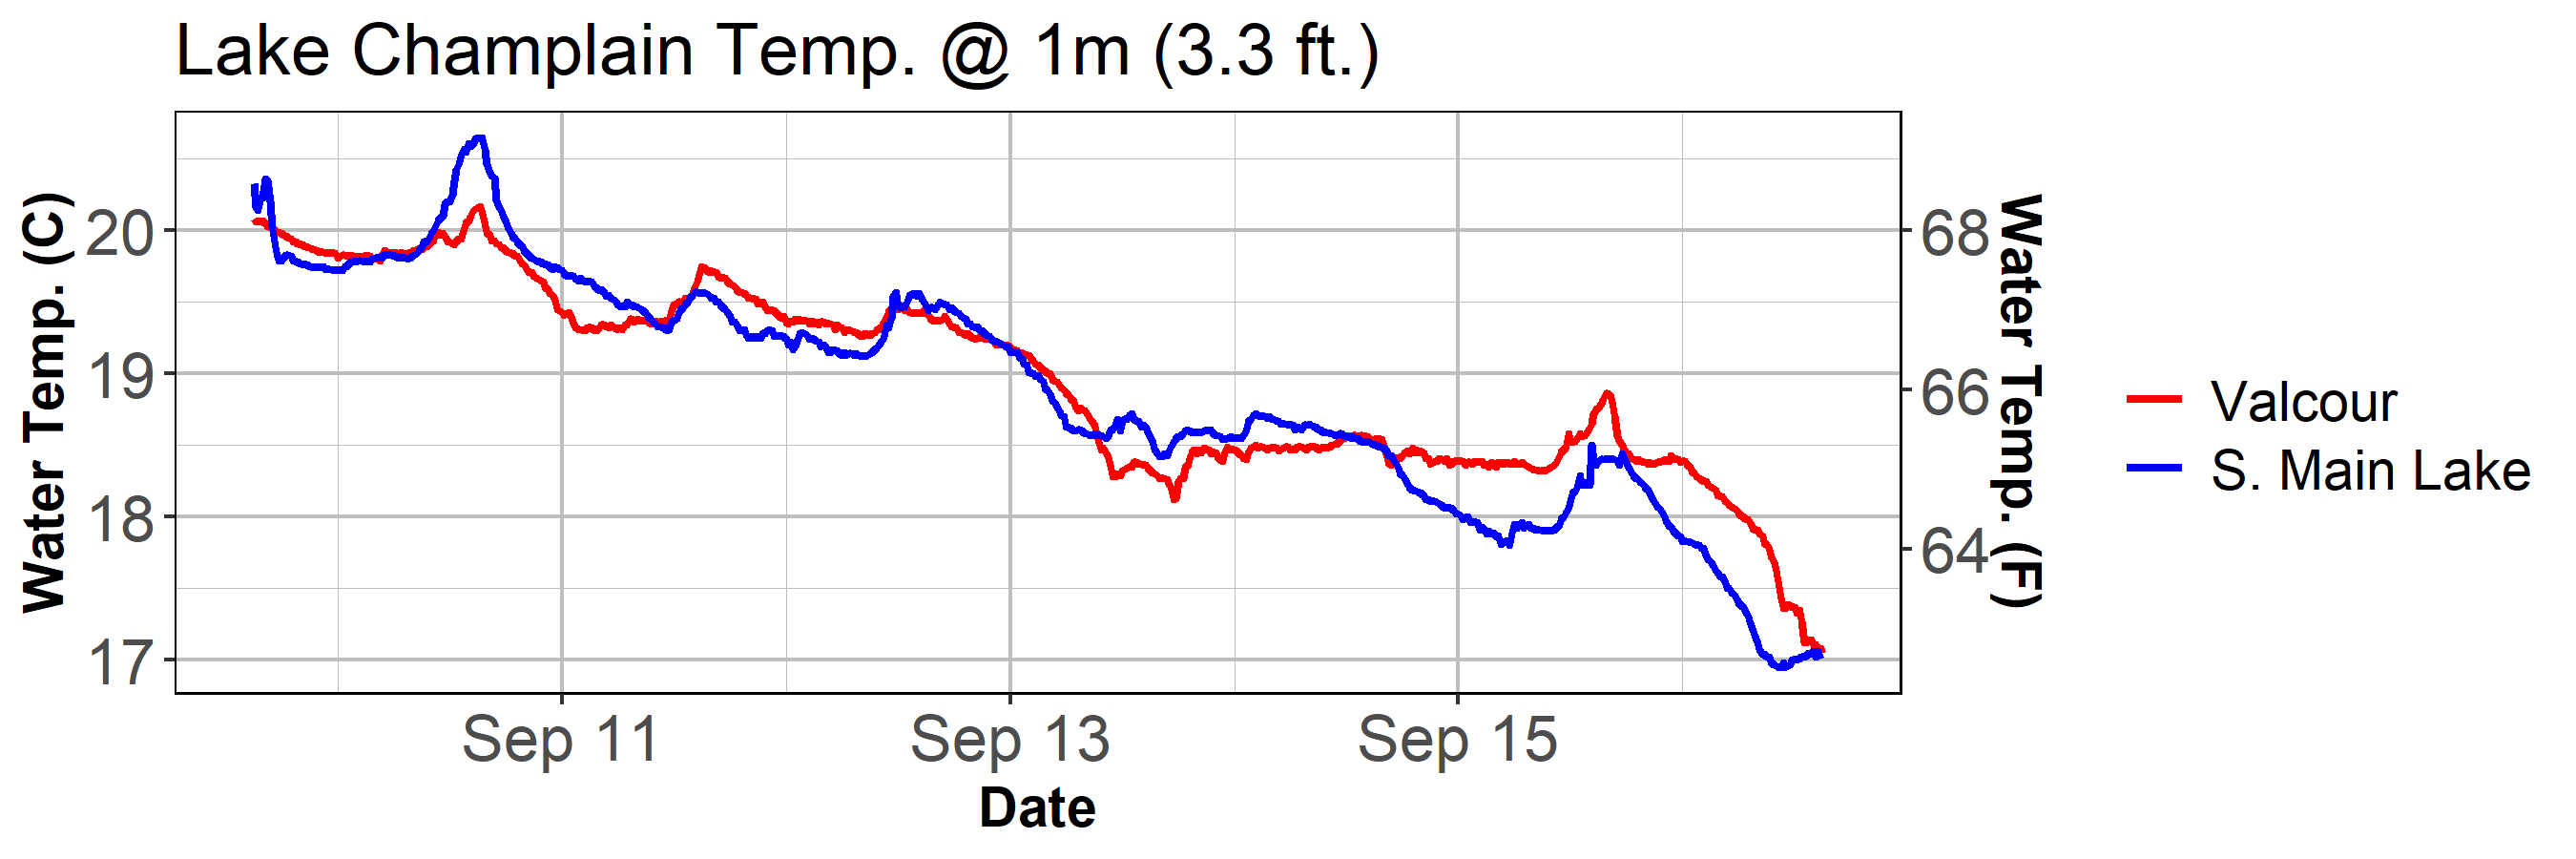 Lake Champlain Temp. @ 1m (3.3 ft.)
Water Temp. (C)
20
19
18
17
68
66
64
Water Temp. (F)
Sep 11
Sep 13
Sep 15
Date
Valcour
S. Main Lake